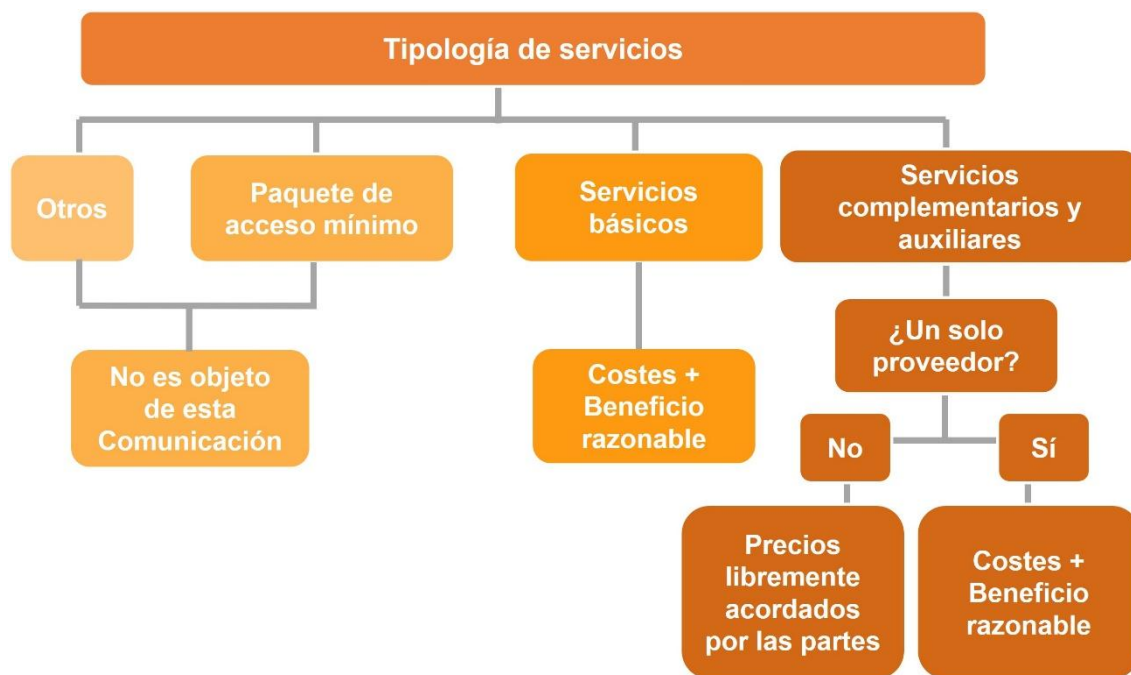 Tipología de servicios
Otros
Paquete de
acceso mínimo
Servicios
básicos
Servicios
complementarios y
auxiliares
¿Un solo
proveedor?
No es objeto
de esta
Comunicación
Costes +
Beneficio
razonable
No
Sí
Precios
libremente
acordados
por las partes
Costes +
Beneficio
razonable